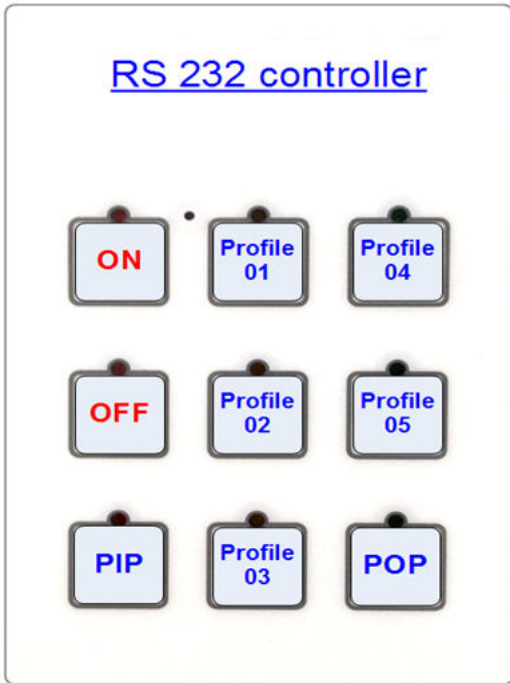 RS 232 controller
ON
Profile
01
Profile
04
OFF
Profile
02
Profile
05
PIP
Profile
03
POP